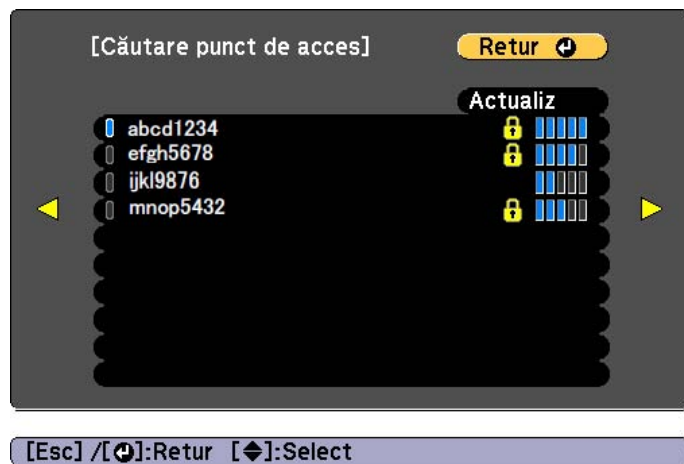 [Căutare punct de acces]
Retur
Actualiz
abcd1234
efgh5678
ijkl9876
mnop5432
[Esc] /[⏎]:Retur [◆]:Select